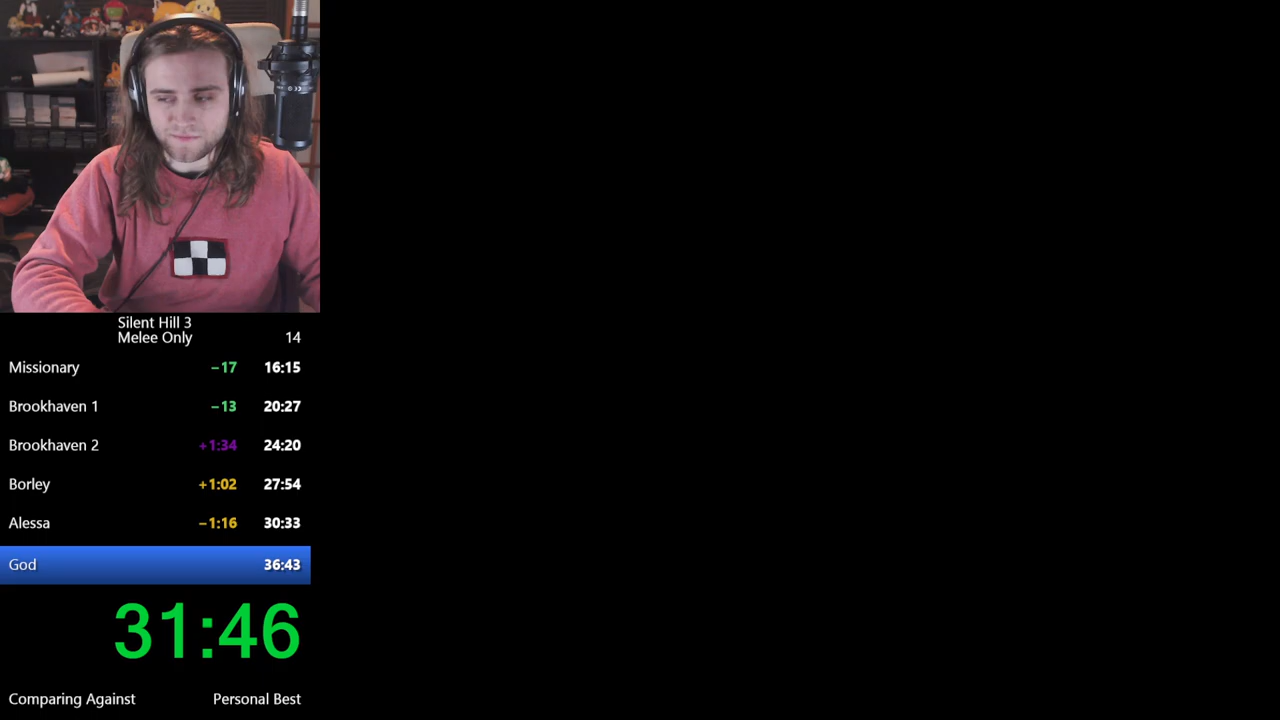 Silent Hill 3
Melee Only 14
Missionary −17 16:15
Brookhaven 1 −13 20:27
Brookhaven 2 +1:34 24:20
Borley +1:02 27:54
Alessa −1:16 30:33
God 36:43
31:46
Comparing Against Personal Best